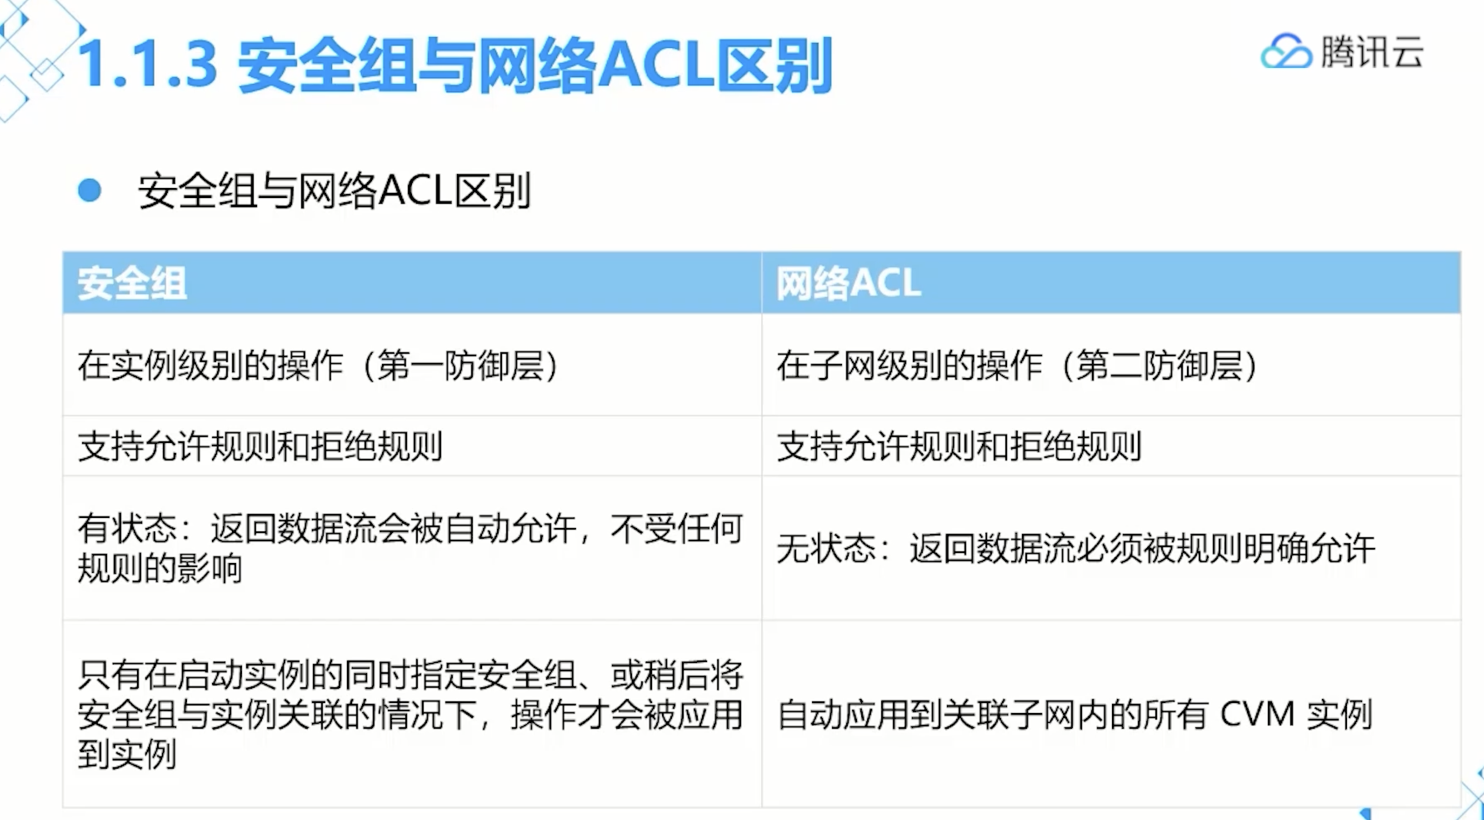 1.1.3 安全组与网络ACL区别
腾讯云
安全组与网络ACL区别
安全组
网络ACL
在实例级别的操作（第一防御层）
在子网级别的操作（第二防御层）
支持允许规则和拒绝规则
支持允许规则和拒绝规则
有状态：返回数据流会被自动允许，不受任何
规则的影响
无状态：返回数据流必须被规则明确允许
只有在启动实例的同时指定安全组、或稍后将
安全组与实例关联的情况下，操作才会被应用
到实例
自动应用到关联子网内的所有 CVM 实例